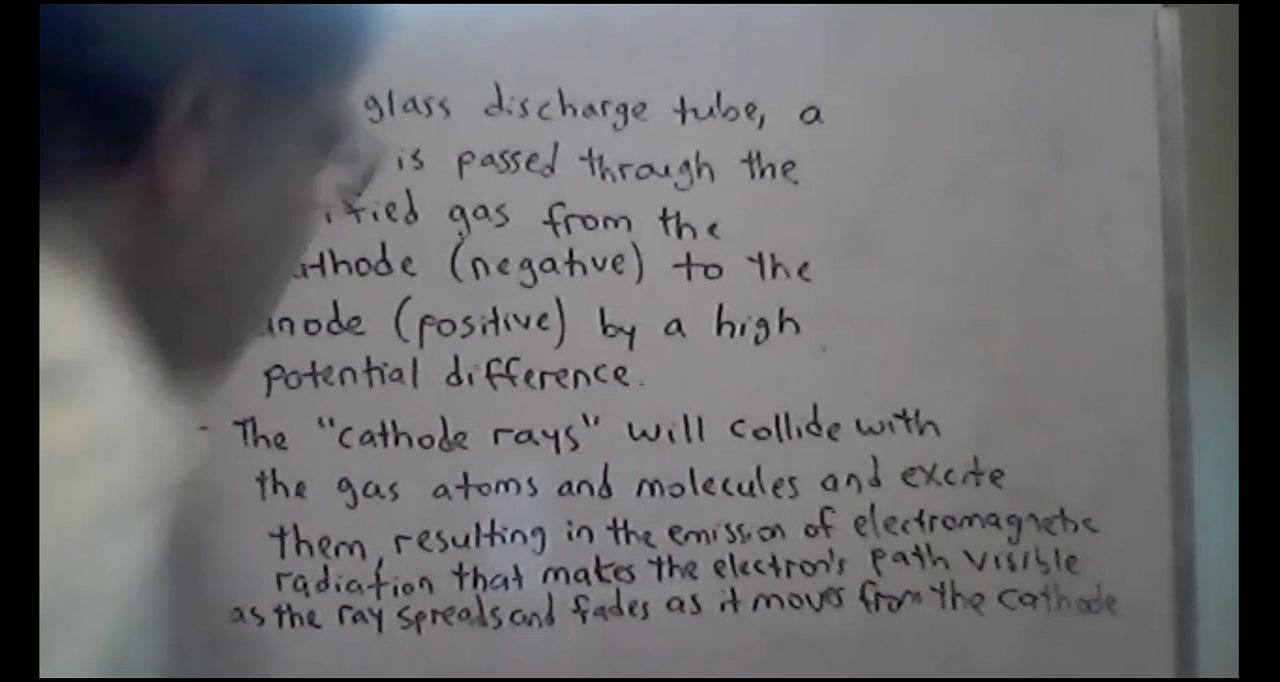 glass discharge tube, a
is passed through the
ified gas from the
thode (negative) to the
anode (positive) by a high
potential difference.
- The "cathode rays" will collide with
the gas atoms and molecules and excite
them, resulting in the emission of electromagnetic
radiation that makes the electron's path visible
as the ray spreads and fades as it moves from the cathode